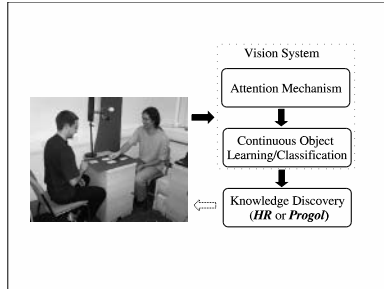 Vision System
Attention Mechanism
Continuous Object
Learning/Classification
Knowledge Discovery
(HR or Progol)